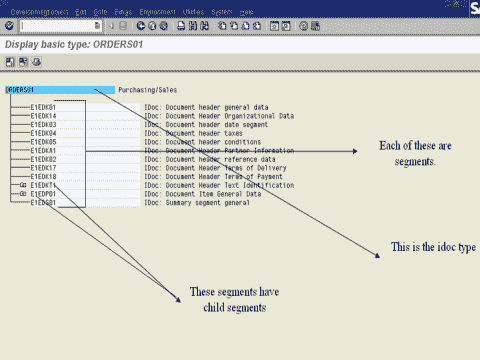 Development object Edit Goto Extras Environment Utilities System Help
Display basic type: ORDERS01
ORDERS01 Purchasing/Sales
E1EDK01 IDoc: Document header general data
E1EDK14 IDoc: Document Header Organizational Data
E1EDK03 IDoc: Document header date segment
E1EDK04 IDoc: Document header taxes
E1EDK05 IDoc: Document header conditions
E1EDKA1 IDoc: Document Header Partner Information
E1EDK02 IDoc: Document header reference data
E1EDK17 IDoc: Document Header Terms of Delivery
E1EDK18 IDoc: Document Header Terms of Payment
E1EDKT1 IDoc: Document Header Text Identification
E1EDP01 IDoc: Document Item General Data
E1EDS01 IDoc: Summary segment general
Each of these are
segments.
This is the idoc type
These segments have
child segments